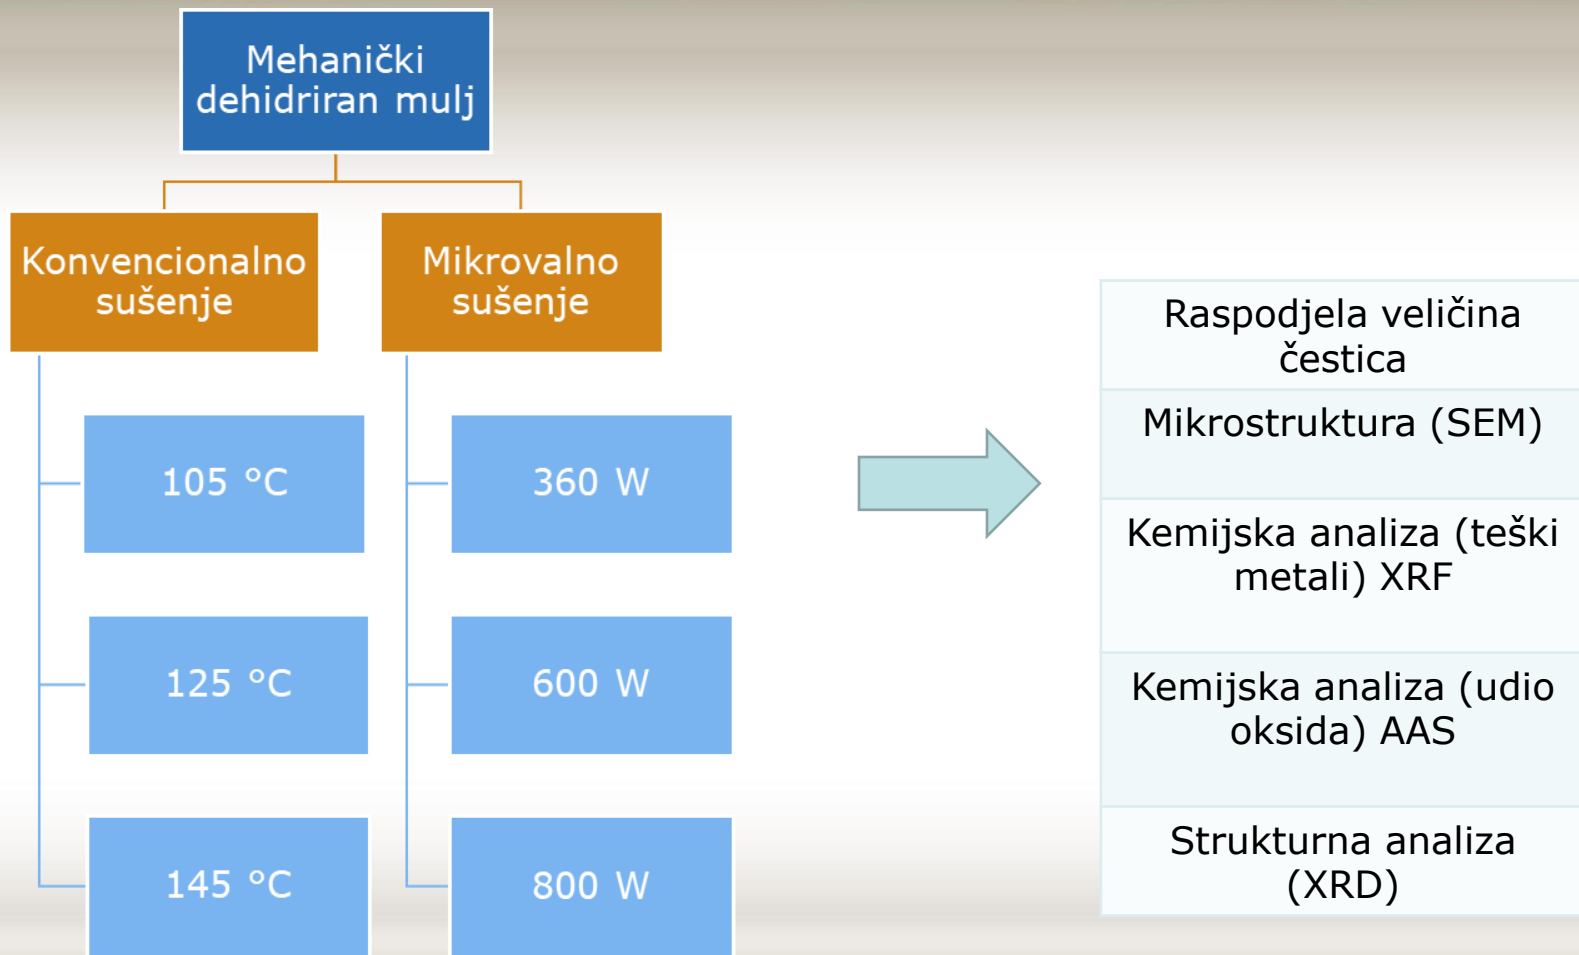 Mehanički
dehidriran mulj
Konvencionalno
sušenje
Mikrovalno
sušenje
105 °C
360 W
125 °C
600 W
145 °C
800 W
Raspodjela veličina
čestica
Mikrostruktura (SEM)
Kemijska analiza (teški
metali) XRF
Kemijska analiza (udio
oksida) AAS
Strukturna analiza
(XRD)